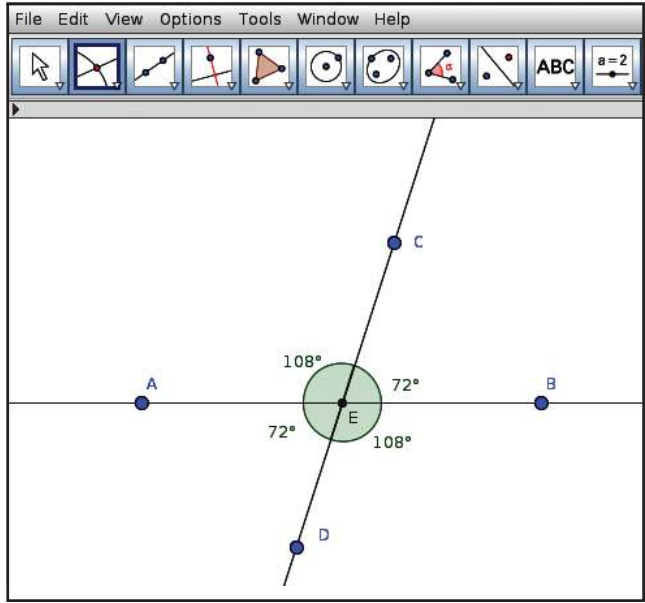 File Edit View Options Tools Window Help
α ABC a=2
C
108°
A 72° B
E
72° 108°
D